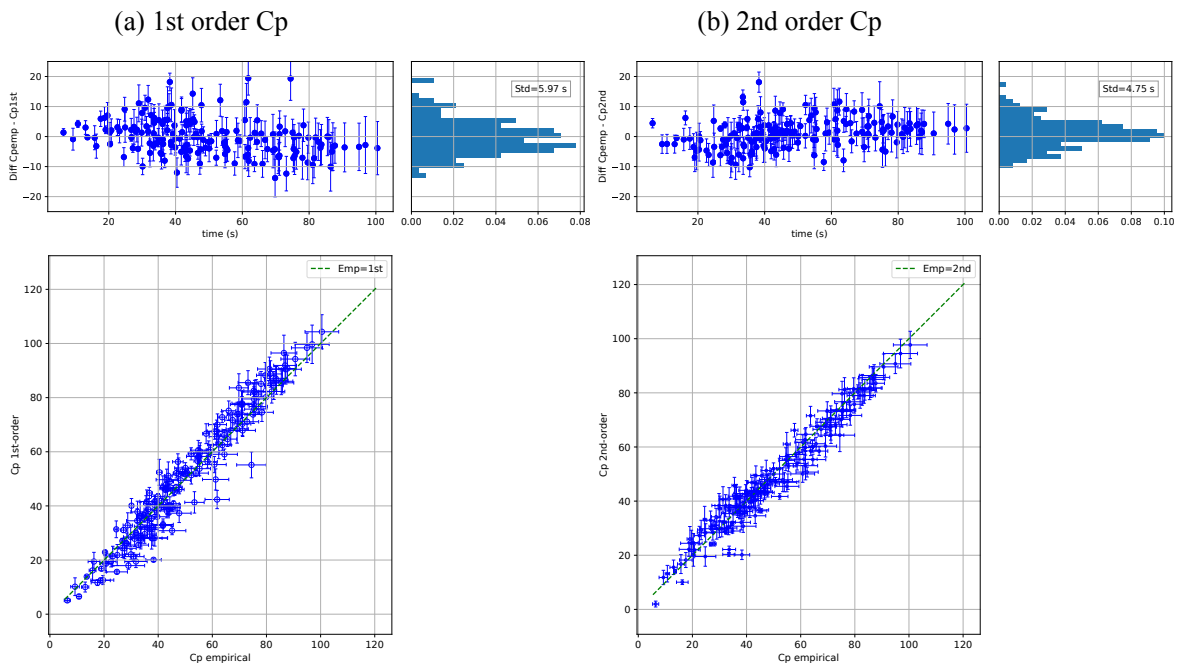 (a) 1st order Cp
(b) 2nd order Cp
Diff Cpemp - Cp1st
20
10
0
−10
−20
20 40 60 80 100
time (s)
Std=5.97 s
0.00 0.02 0.04 0.06 0.08
Diff Cpemp - Cp2nd
20
10
0
−10
−20
20 40 60 80 100
time (s)
Std=4.75 s
0.00 0.02 0.04 0.06 0.08 0.10
Emp=1st
Cp 1st-order
120
100
80
60
40
20
0
0 20 40 60 80 100 120
Cp empirical
Emp=2nd
Cp 2nd-order
120
100
80
60
40
20
0
0 20 40 60 80 100 120
Cp empirical